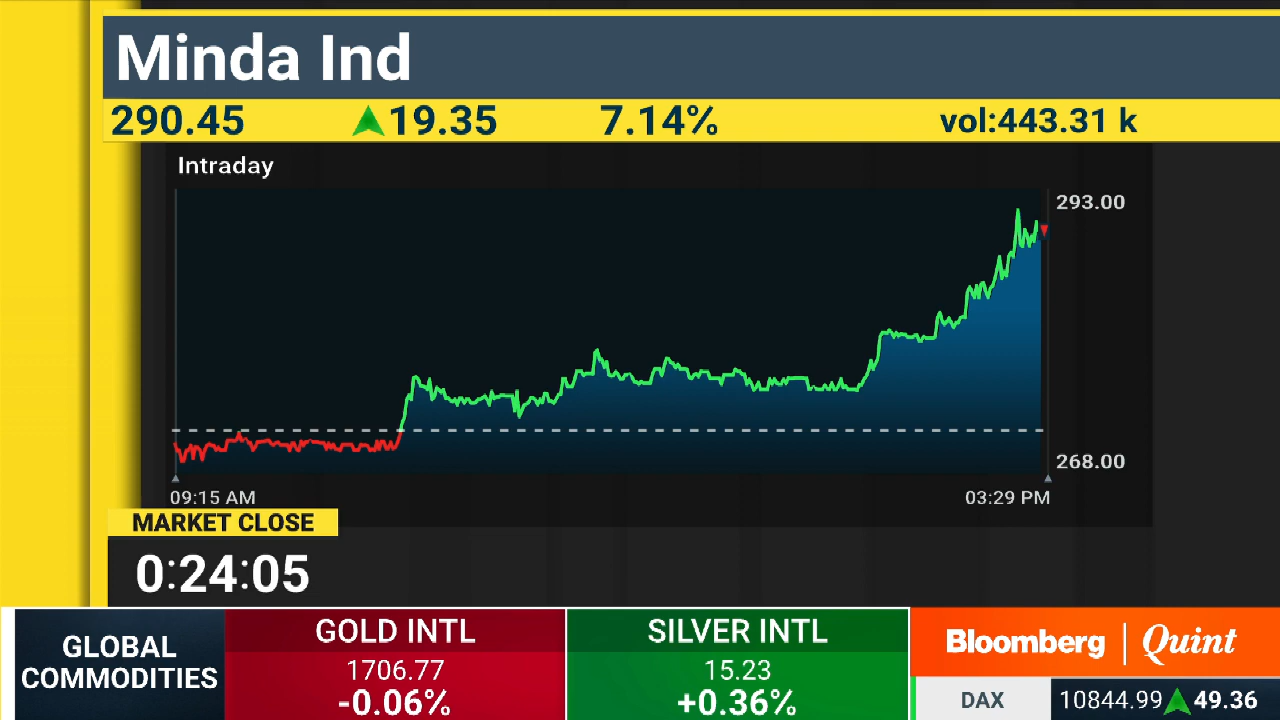 Minda Ind
290.45 19.35 7.14% vol:443.31 k
Intraday
293.00
268.00
09:15 AM 03:29 PM
MARKET CLOSE
0:24:05
GLOBAL
COMMODITIES
GOLD INTL
1706.77
-0.06%
SILVER INTL
15.23
+0.36%
Bloomberg | Quint
DAX 10844.99 49.36